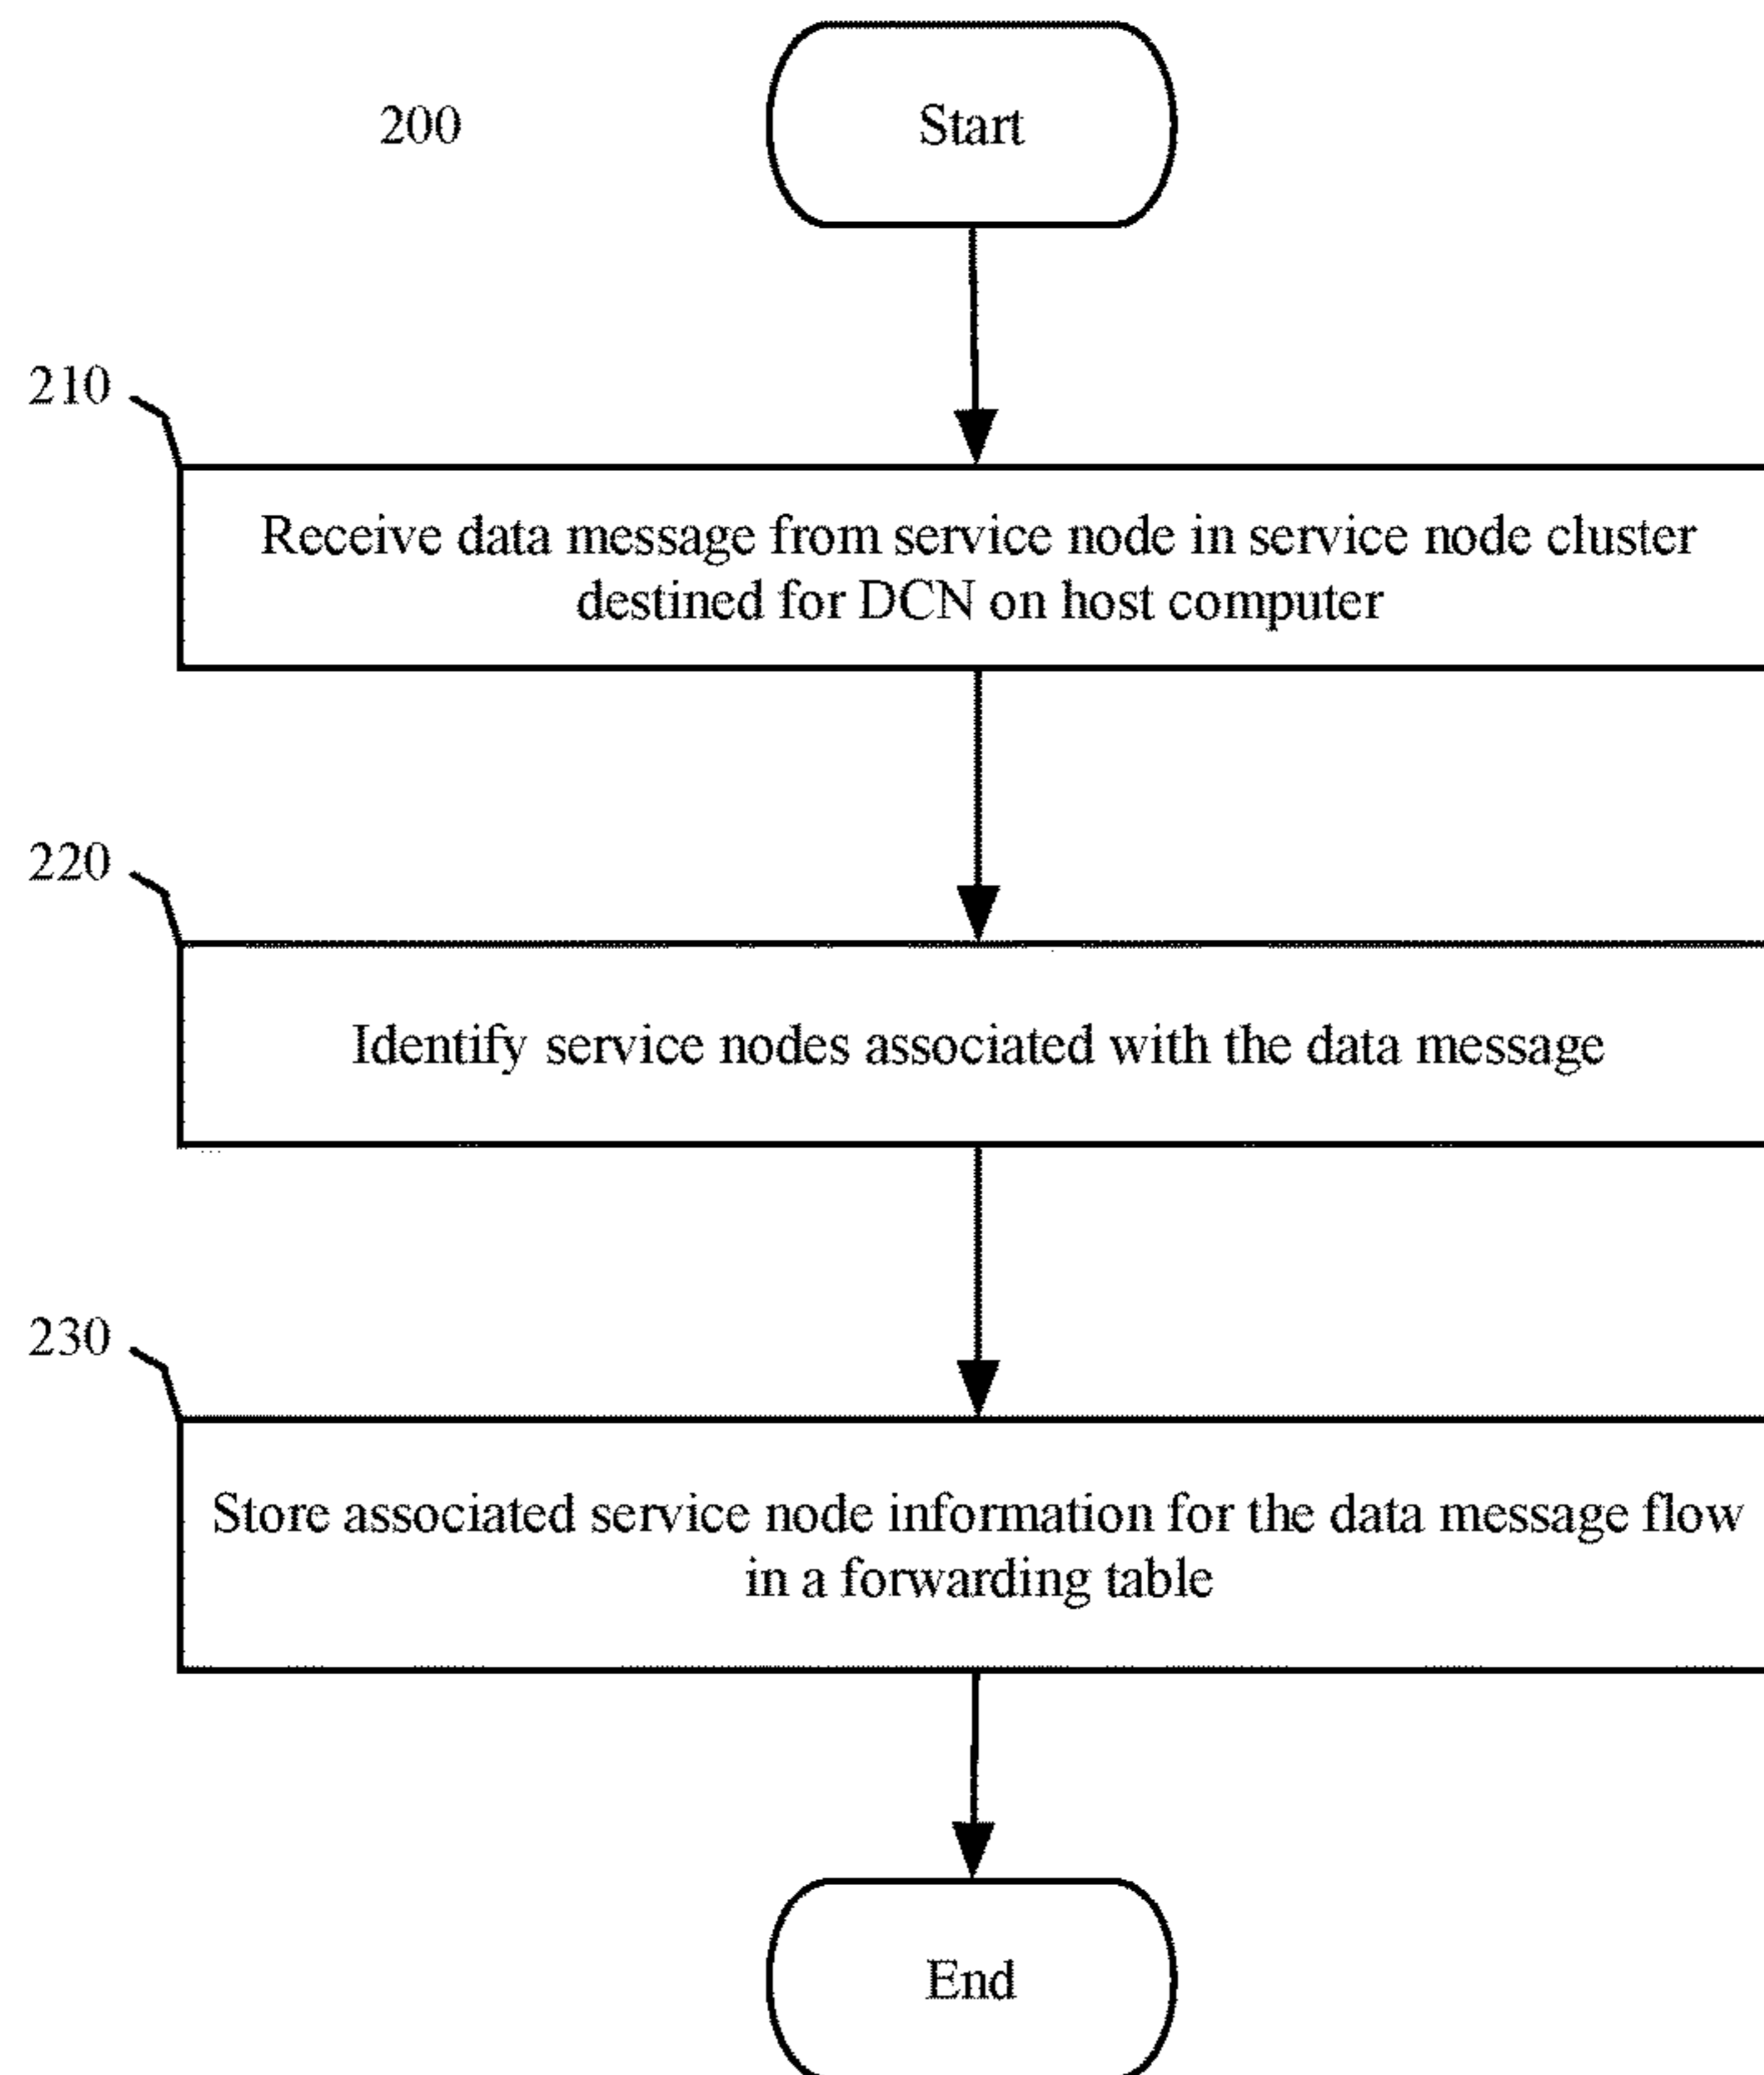 200
Start
210
Receive data message from service node in service node cluster
destined for DCN on host computer
220
Identify service nodes associated with the data message
230
Store associated service node information for the data message flow
in a forwarding table
End